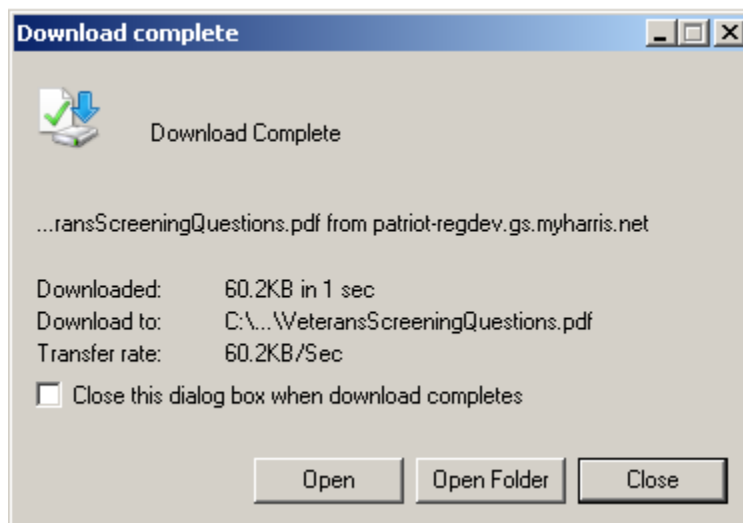 Download complete
Download Complete
...ransScreeningQuestions.pdf from patriot-regdev.gs.myharris.net
Downloaded: 60.2KB in 1 sec
Download to: C:\...\VeteransScreeningQuestions.pdf
Transfer rate: 60.2KB/Sec
Close this dialog box when download completes
Open Open Folder Close